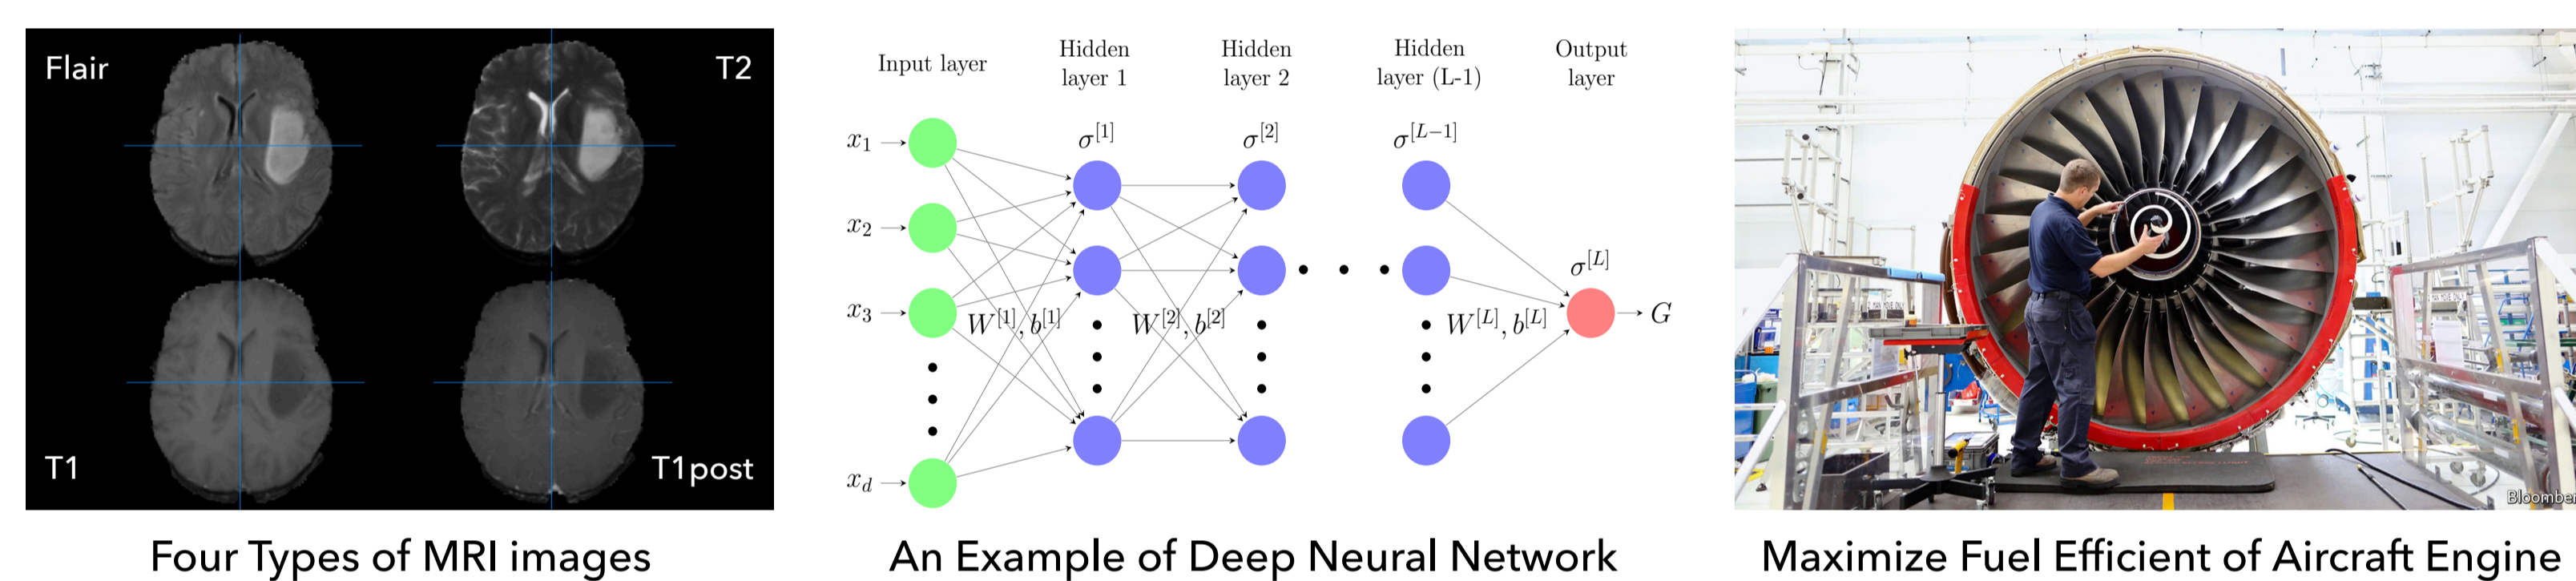 Flair
T2
T1
T1post
Four Types of MRI images
Input layer
Hidden
layer 1
Hidden
layer 2
Hidden
layer (L-1)
Output
layer
x₁
x₂
x₃
x_d
σ^[1]
σ^[2]
σ^[L−1]
σ^[L]
W^[1], b^[1]
W^[2], b^[2]
W^[L], b^[L]
G
An Example of Deep Neural Network
Bloomber
Maximize Fuel Efficient of Aircraft Engine